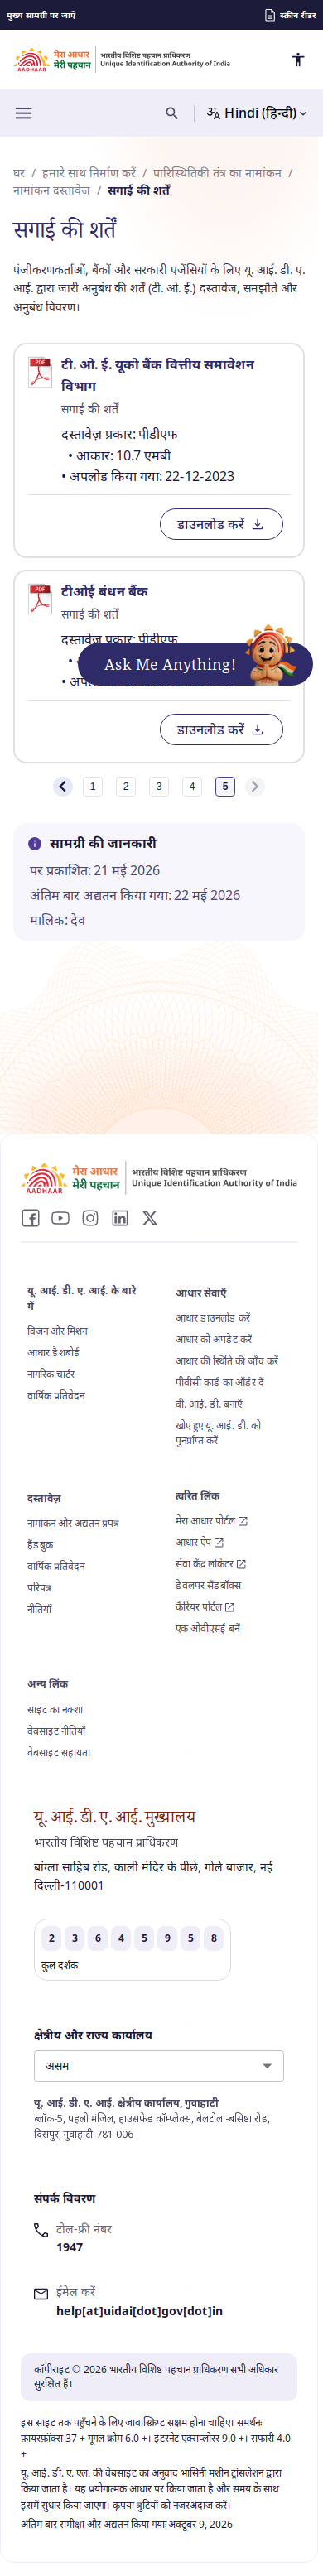 मुख्य सामग्री पर जाएँ
स्क्रीन रीडर
मेरा आधार
मेरी पहचान
AADHAAR
भारतीय विशिष्ट पहचान प्राधिकरण
Unique Identification Authority of India
Hindi (हिन्दी)
घर / हमारे साथ निर्माण करें / पारिस्थितिकी तंत्र का नामांकन /
नामांकन दस्तावेज़ / सगाई की शर्तें
सगाई की शर्तें
पंजीकरणकर्ताओं, बैंकों और सरकारी एजेंसियों के लिए यू. आई. डी. ए.
आई. द्वारा जारी अनुबंध की शर्तें (टी. ओ. ई.) दस्तावेज, समझौते और
अनुबंध विवरण।
PDF
टी. ओ. ई. यूको बैंक वित्तीय समावेशन
विभाग
सगाई की शर्तें
दस्तावेज़ प्रकार: पीडीएफ
• आकार: 10.7 एमबी
• अपलोड किया गया: 22-12-2023
डाउनलोड करें
PDF
टीओई बंधन बैंक
सगाई की शर्तें
दस्तावेज़ प्रकार: पीडीएफ
Ask Me Anything!
डाउनलोड करें
1 2 3 4 5
सामग्री की जानकारी
पर प्रकाशित: 21 मई 2026
अंतिम बार अद्यतन किया गया: 22 मई 2026
मालिक: देव
मेरा आधार
मेरी पहचान
AADHAAR
भारतीय विशिष्ट पहचान प्राधिकरण
Unique Identification Authority of India
यू. आई. डी. ए. आई. के बारे
में
विजन और मिशन
आधार डैशबोर्ड
नागरिक चार्टर
वार्षिक प्रतिवेदन
आधार सेवाएँ
आधार डाउनलोड करें
आधार को अपडेट करें
आधार की स्थिति की जाँच करें
पीवीसी कार्ड का ऑर्डर दें
वी. आई. डी. बनाएँ
खोए हुए यू. आई. डी. को
पुनर्प्राप्त करें
दस्तावेज़
नामांकन और अद्यतन प्रपत्र
हैंडबुक
वार्षिक प्रतिवेदन
परिपत्र
नीतियाँ
त्वरित लिंक
मेरा आधार पोर्टल
आधार ऐप
सेवा केंद्र लोकेटर
डेवलपर सैंडबॉक्स
कैरियर पोर्टल
एक ओवीएसई बनें
अन्य लिंक
साइट का नक्शा
वेबसाइट नीतियाँ
वेबसाइट सहायता
यू. आई. डी. ए. आई. मुख्यालय
भारतीय विशिष्ट पहचान प्राधिकरण
बांग्ला साहिब रोड, काली मंदिर के पीछे, गोले बाजार, नई
दिल्ली-110001
2 3 6 4 5 9 5 8
कुल दर्शक
क्षेत्रीय और राज्य कार्यालय
असम
यू. आई. डी. ए. आई. क्षेत्रीय कार्यालय, गुवाहाटी
ब्लॉक-5, पहली मंजिल, हाउसफेड कॉम्प्लेक्स, बेलटोला-बसिष्ठा रोड,
दिसपुर, गुवाहाटी-781 006
संपर्क विवरण
टोल-फ्री नंबर
1947
ईमेल करें
help[at]uidai[dot]gov[dot]in
कॉपीराइट © 2026 भारतीय विशिष्ट पहचान प्राधिकरण सभी अधिकार
सुरक्षित हैं।
इस साइट तक पहुँचने के लिए जावास्क्रिप्ट सक्षम होना चाहिए। समर्थनः
फ़ायरफ़ॉक्स 37 + गूगल क्रोम 6.0 +। इंटरनेट एक्सप्लोरर 9.0 +। सफारी 4.0
+
यू. आई. डी. ए. एल. की वेबसाइट का अनुवाद भासिनी मशीन ट्रांसलेशन द्वारा
किया जाता है। यह प्रयोगात्मक आधार पर किया जाता है और समय के साथ
इसमें सुधार किया जाएगा। कृपया त्रुटियों को नजरअंदाज करें।
अंतिम बार समीक्षा और अद्यतन किया गयाःअक्टूबर 9, 2026